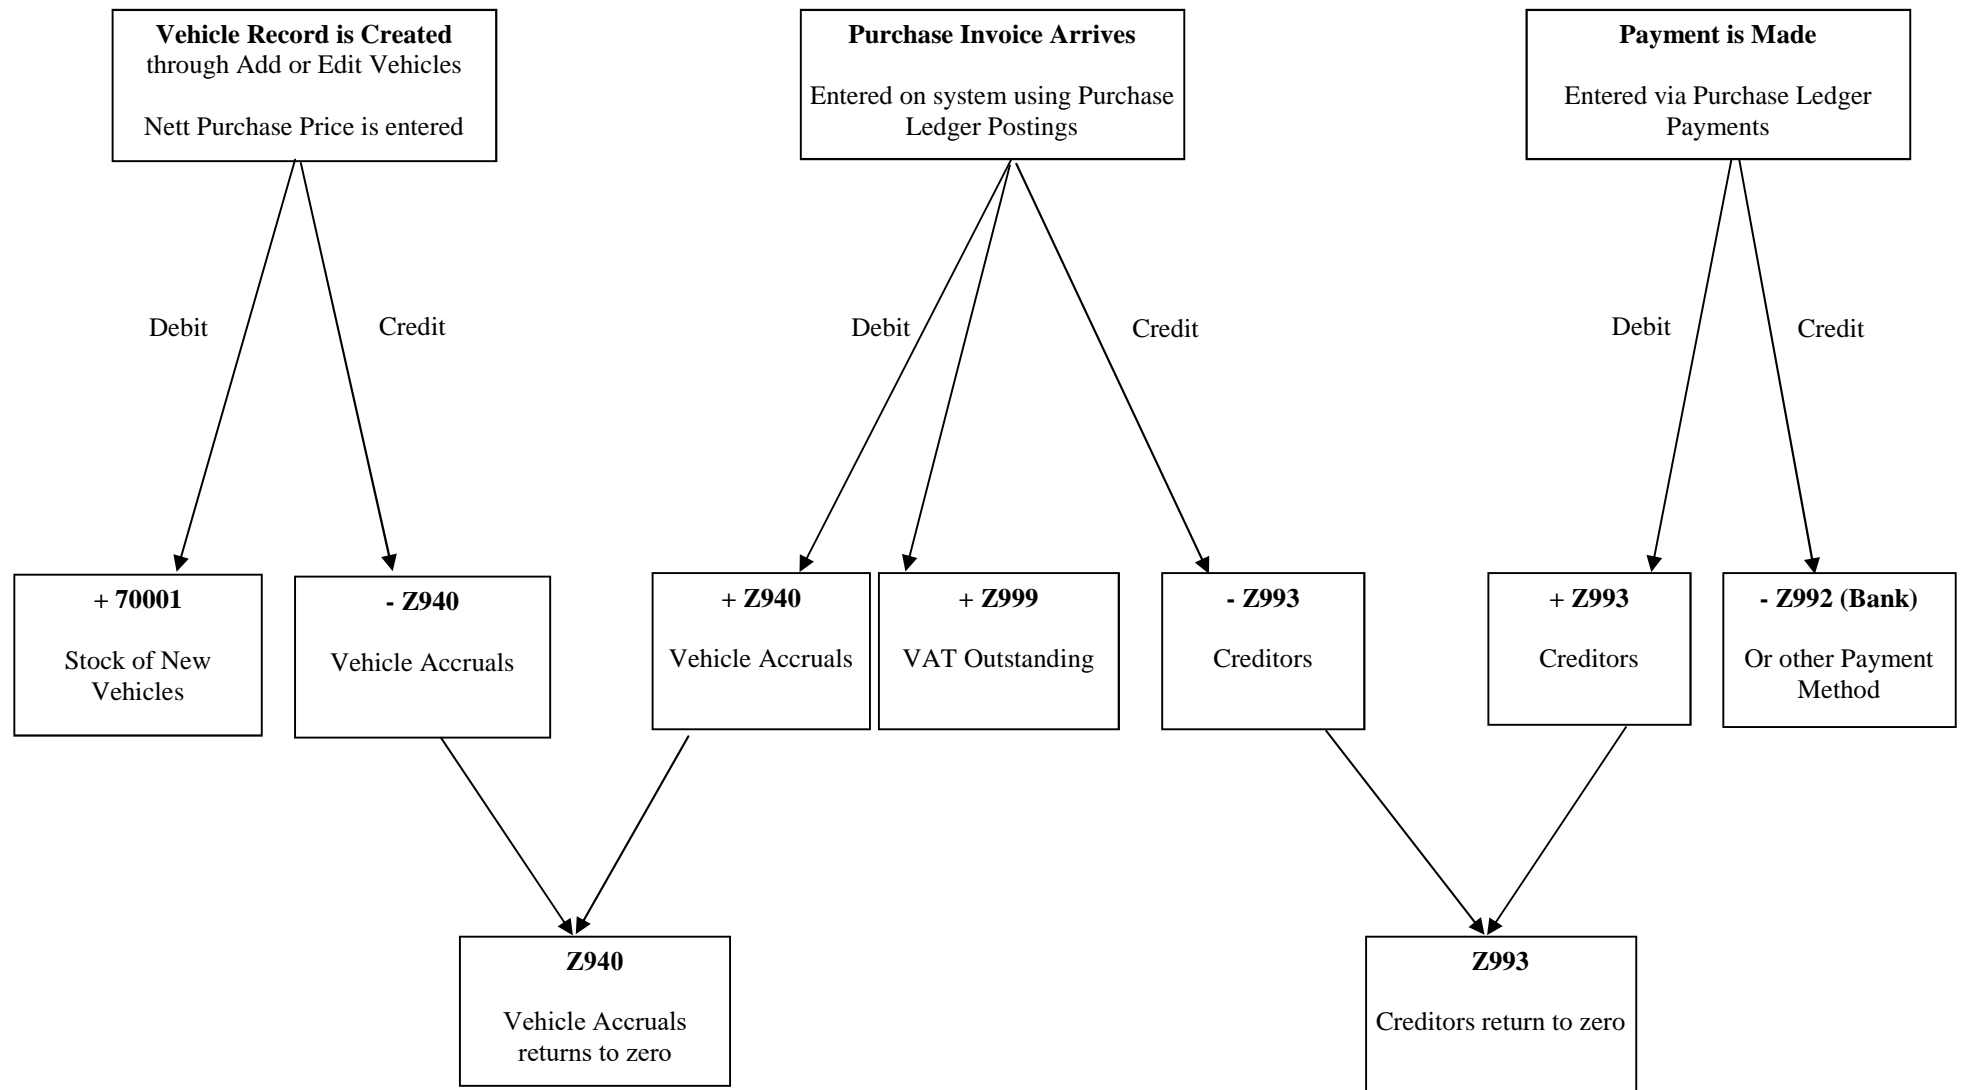 Vehicle Record is Created
through Add or Edit Vehicles
Nett Purchase Price is entered
Purchase Invoice Arrives
Entered on system using Purchase
Ledger Postings
Payment is Made
Entered via Purchase Ledger
Payments
Debit
Credit
Debit
Credit
Debit
Credit
+ 70001
Stock of New
Vehicles
- Z940
Vehicle Accruals
+ Z940
Vehicle Accruals
+ Z999
VAT Outstanding
- Z993
Creditors
+ Z993
Creditors
- Z992 (Bank)
Or other Payment
Method
Z940
Vehicle Accruals
returns to zero
Z993
Creditors return to zero